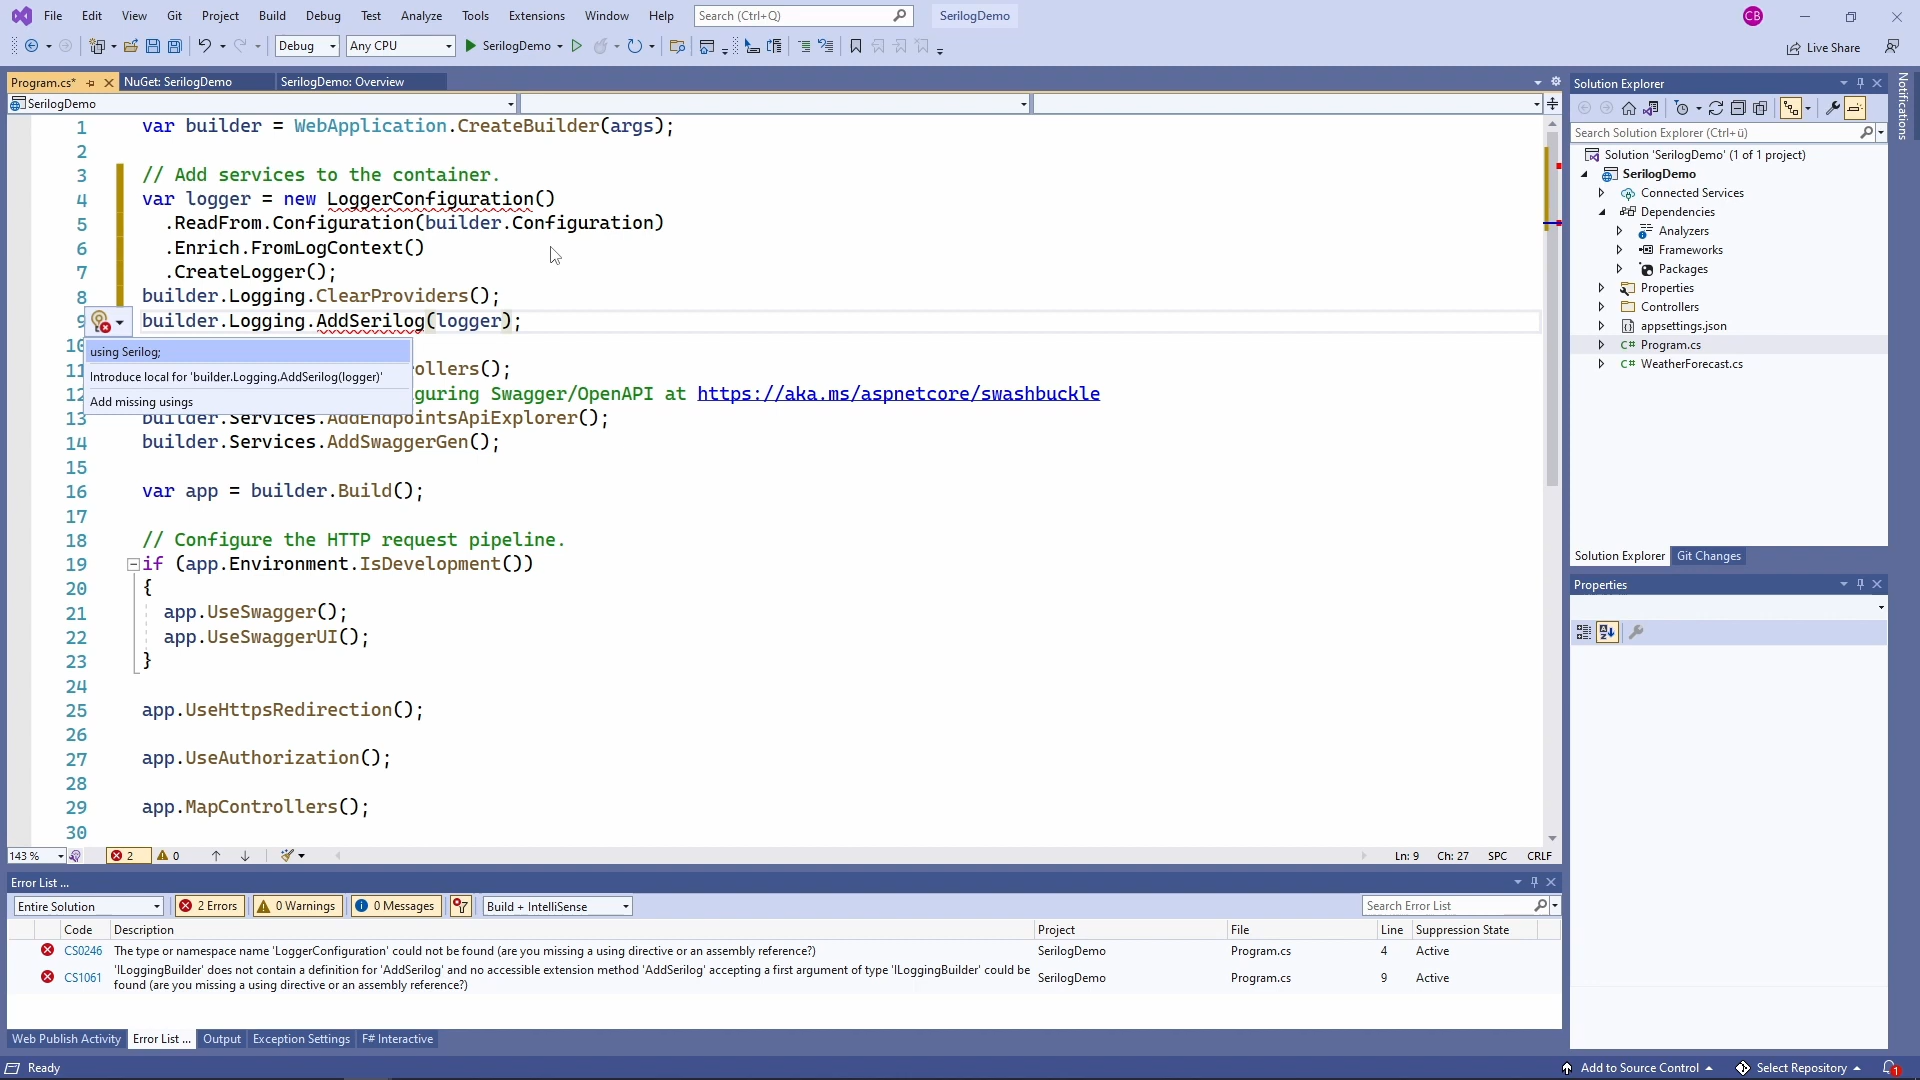 File Edit View Git Project Build Debug Test Analyze Tools Extensions Window Help Search (Ctrl+Q) SerilogDemo CB
Debug Any CPU SerilogDemo Live Share
Program.cs* NuGet: SerilogDemo SerilogDemo: Overview
SerilogDemo
1 var builder = WebApplication.CreateBuilder(args);
2
3 // Add services to the container.
4 var logger = new LoggerConfiguration()
5 .ReadFrom.Configuration(builder.Configuration)
6 .Enrich.FromLogContext()
7 .CreateLogger();
8 builder.Logging.ClearProviders();
9 builder.Logging.AddSerilog(logger);
using Serilog;
Introduce local for 'builder.Logging.AddSerilog(logger)'
Add missing usings
10
11 ollers();
12 guring Swagger/OpenAPI at https://aka.ms/aspnetcore/swashbuckle
13 builder.Services.AddEndpointsApiExplorer();
14 builder.Services.AddSwaggerGen();
15
16 var app = builder.Build();
17
18 // Configure the HTTP request pipeline.
19 if (app.Environment.IsDevelopment())
20 {
21 app.UseSwagger();
22 app.UseSwaggerUI();
23 }
24
25 app.UseHttpsRedirection();
26
27 app.UseAuthorization();
28
29 app.MapControllers();
30
143 % 2 0 Ln: 9 Ch: 27 SPC CRLF
Error List ...
Entire Solution 2 Errors 0 Warnings 0 Messages Build + IntelliSense Search Error List
Code Description Project File Line Suppression State
CS0246 The type or namespace name 'LoggerConfiguration' could not be found (are you missing a using directive or an assembly reference?) SerilogDemo Program.cs 4 Active
CS1061 'ILoggingBuilder' does not contain a definition for 'AddSerilog' and no accessible extension method 'AddSerilog' accepting a first argument of type 'ILoggingBuilder' could be found (are you missing a using directive or an assembly reference?) SerilogDemo Program.cs 9 Active
Web Publish Activity Error List ... Output Exception Settings F# Interactive
Ready Add to Source Control Select Repository 1
Solution Explorer
Search Solution Explorer (Ctrl+ü)
Solution 'SerilogDemo' (1 of 1 project)
SerilogDemo
Connected Services
Dependencies
Analyzers
Frameworks
Packages
Properties
Controllers
appsettings.json
C# Program.cs
C# WeatherForecast.cs
Solution Explorer Git Changes
Properties
Notifications